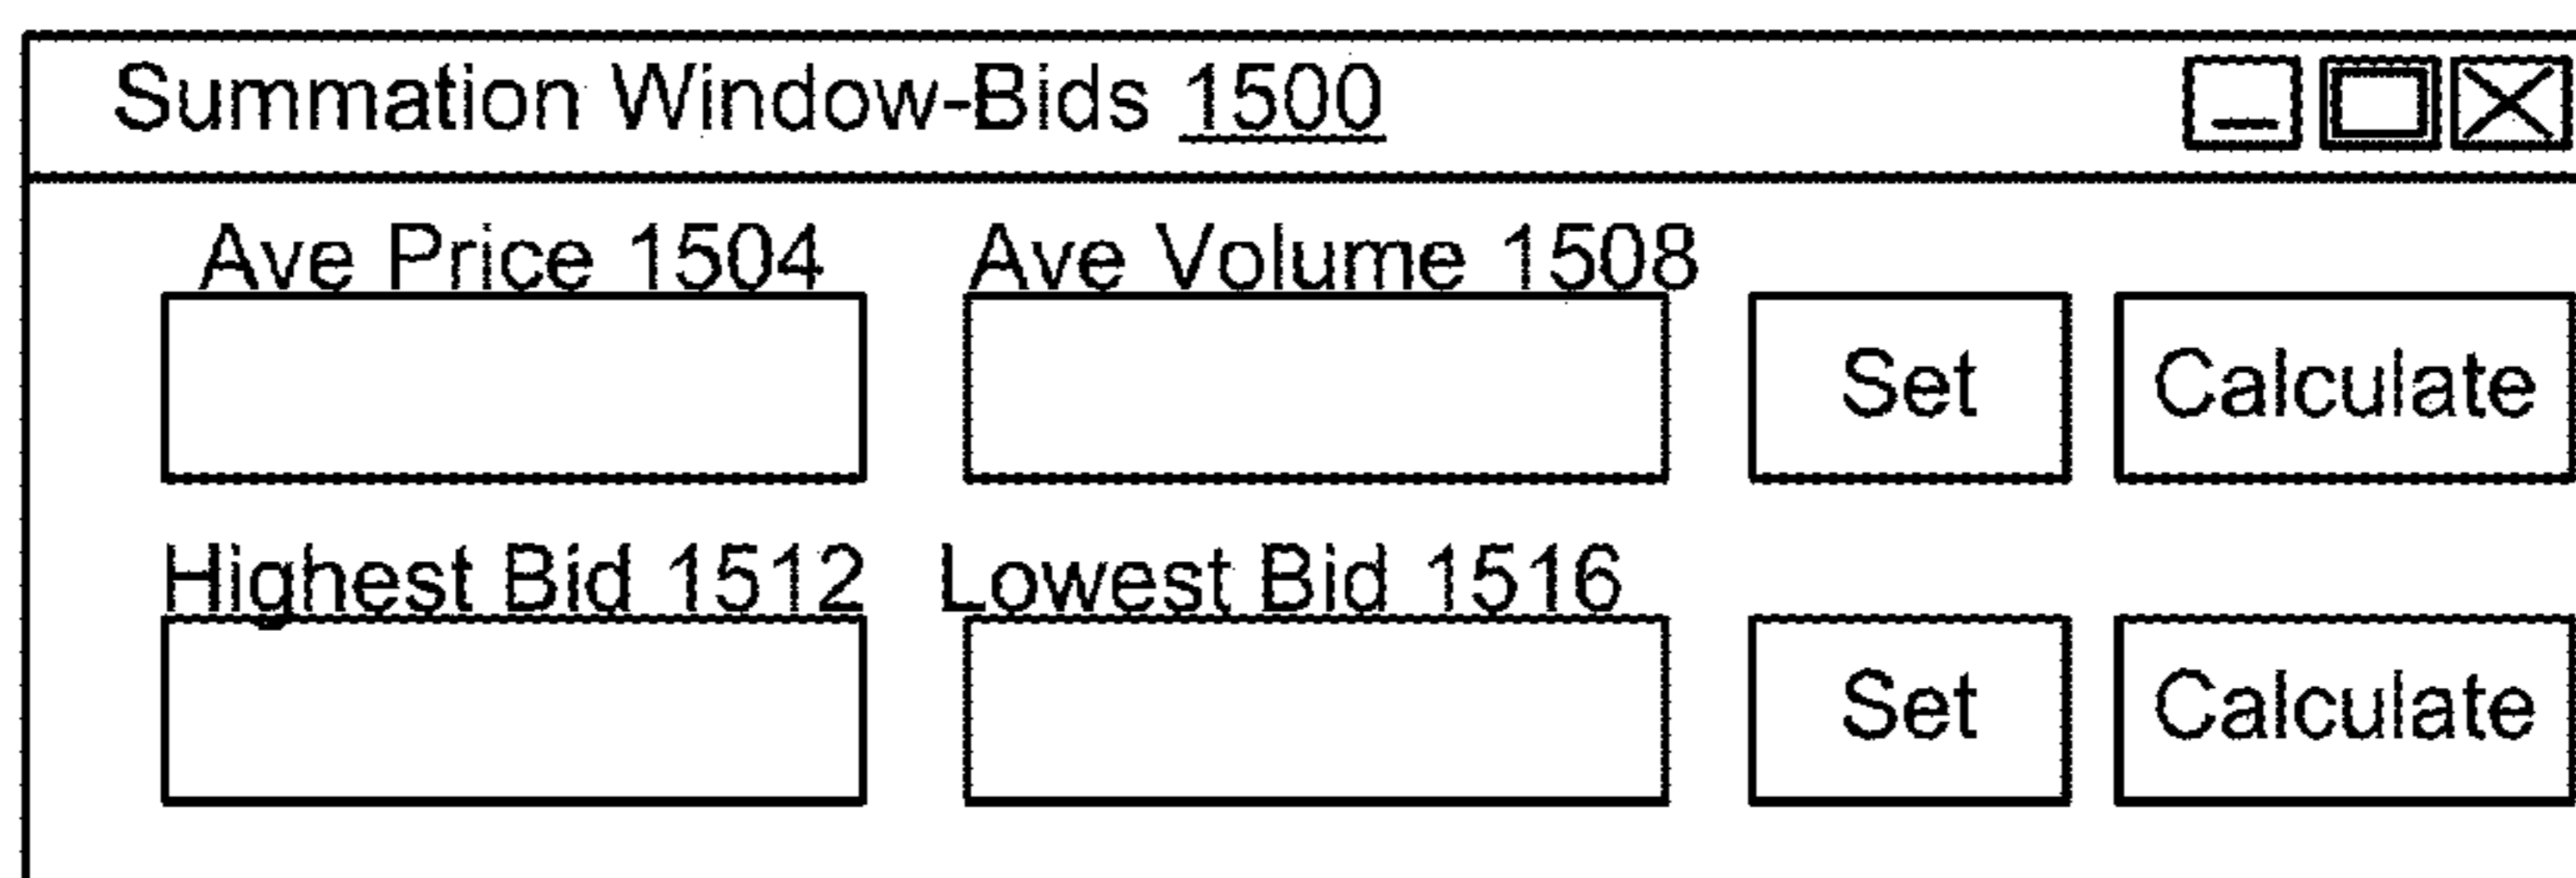 Summation Window-Bids 1500
Ave Price 1504 Ave Volume 1508
Set Calculate
Highest Bid 1512 Lowest Bid 1516
Set Calculate